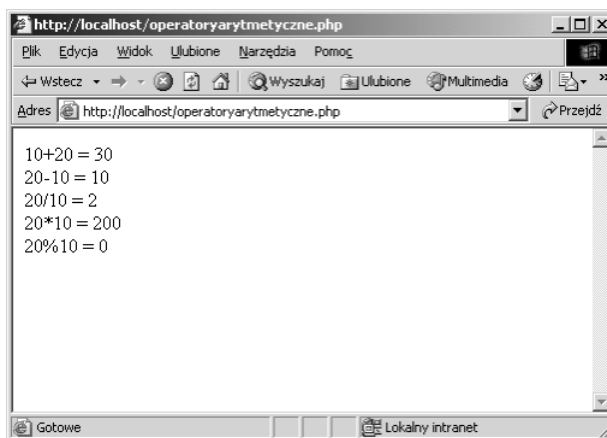 http://localhost/operatoryarytmetyczne.php
Plik Edycja Widok Ulubione Narzędzia Pomoc
Wstecz Wyszukaj Ulubione Multimedia »
Adres http://localhost/operatoryarytmetyczne.php Przejdź
10+20 = 30
20-10 = 10
20/10 = 2
20*10 = 200
20%10 = 0
Gotowe Lokalny intranet